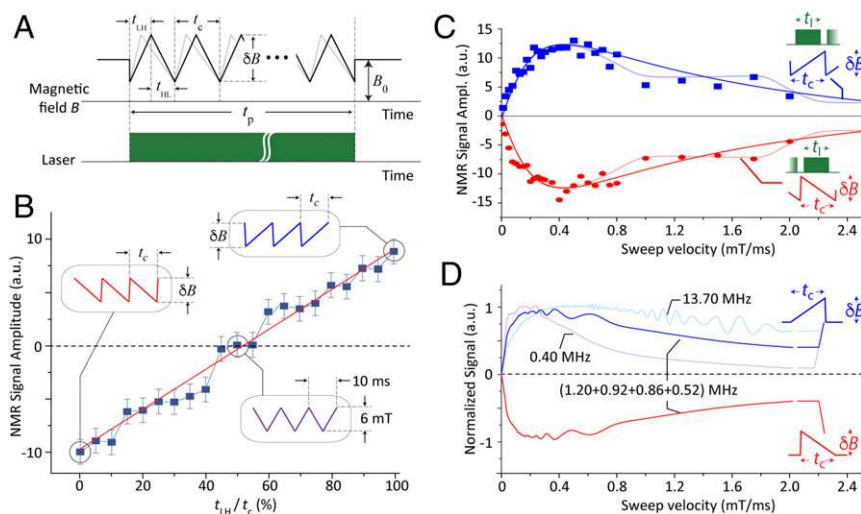 A
t_LH
t_c
δB
B_0
t_HL
Magnetic
field B
Time
t_p
Laser
Time
B
NMR Signal Amplitude (a.u.)
10
0
-10
t_c
δB
t_c
δB
10 ms
6 mT
0
20
40
60
80
100
t_LH / t_c (%)
C
NMR Signal Ampl. (a.u.)
15
10
5
0
-5
-10
-15
t_l
δB
t_c
t_l
δB
t_c
0.0
0.4
0.8
1.2
1.6
2.0
2.4
Sweep velocity (mT/ms)
D
Normalized Signal (a.u.)
1
0
-1
13.70 MHz
t_c
δB
0.40 MHz
(1.20+0.92+0.86+0.52) MHz
δB
t_c
0.0
0.4
0.8
1.2
1.6
2.0
2.4
Sweep velocity (mT/ms)